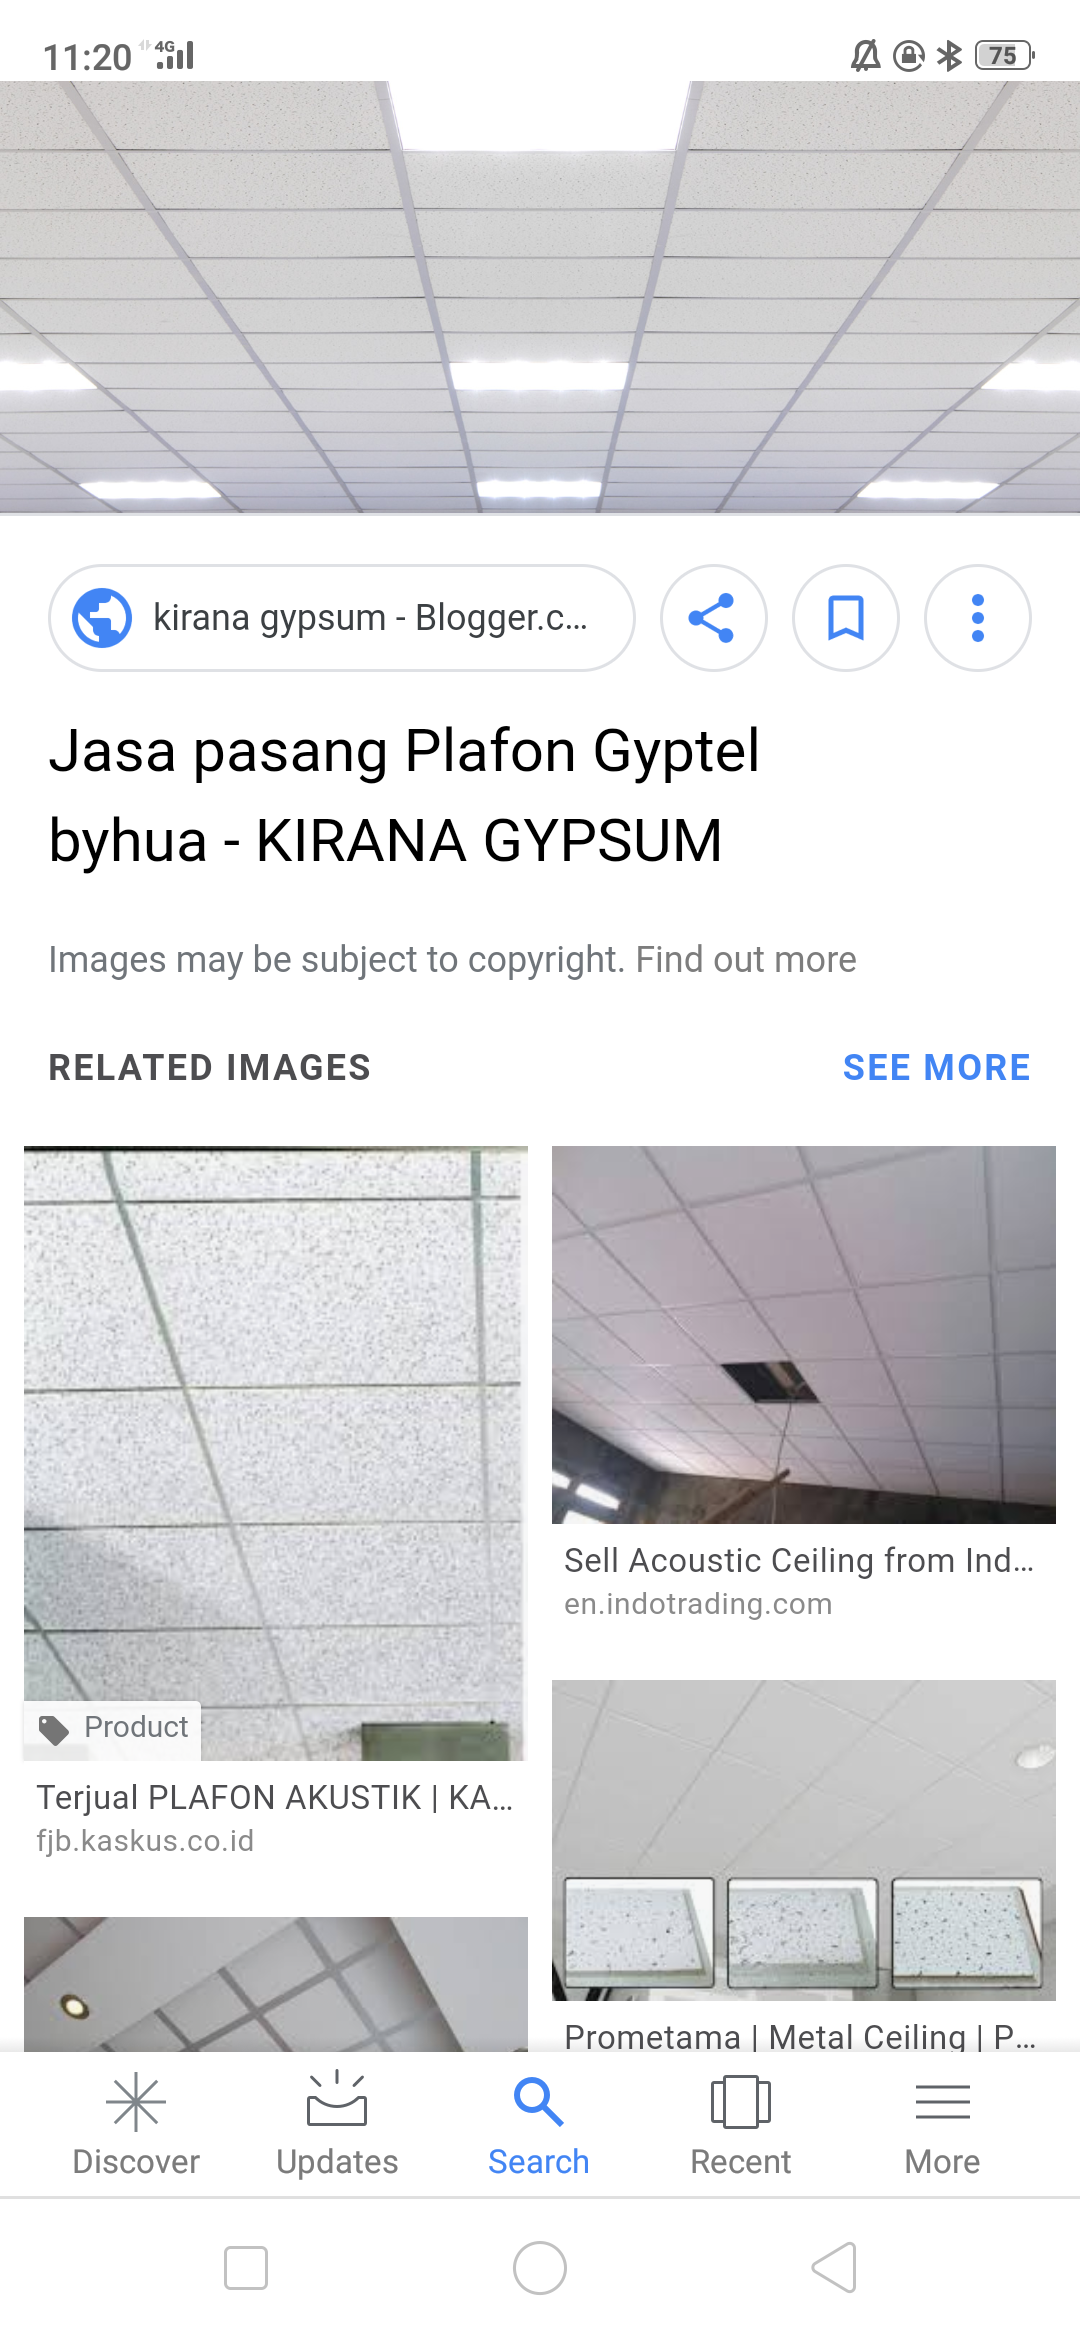 11:20 4G 75
kirana gypsum - Blogger.c...
Jasa pasang Plafon Gyptel
byhua - KIRANA GYPSUM
Images may be subject to copyright. Find out more
RELATED IMAGES SEE MORE
Product
Terjual PLAFON AKUSTIK | KA...
fjb.kaskus.co.id
Sell Acoustic Ceiling from Ind...
en.indotrading.com
Prometama | Metal Ceiling | P...
Discover Updates Search Recent More